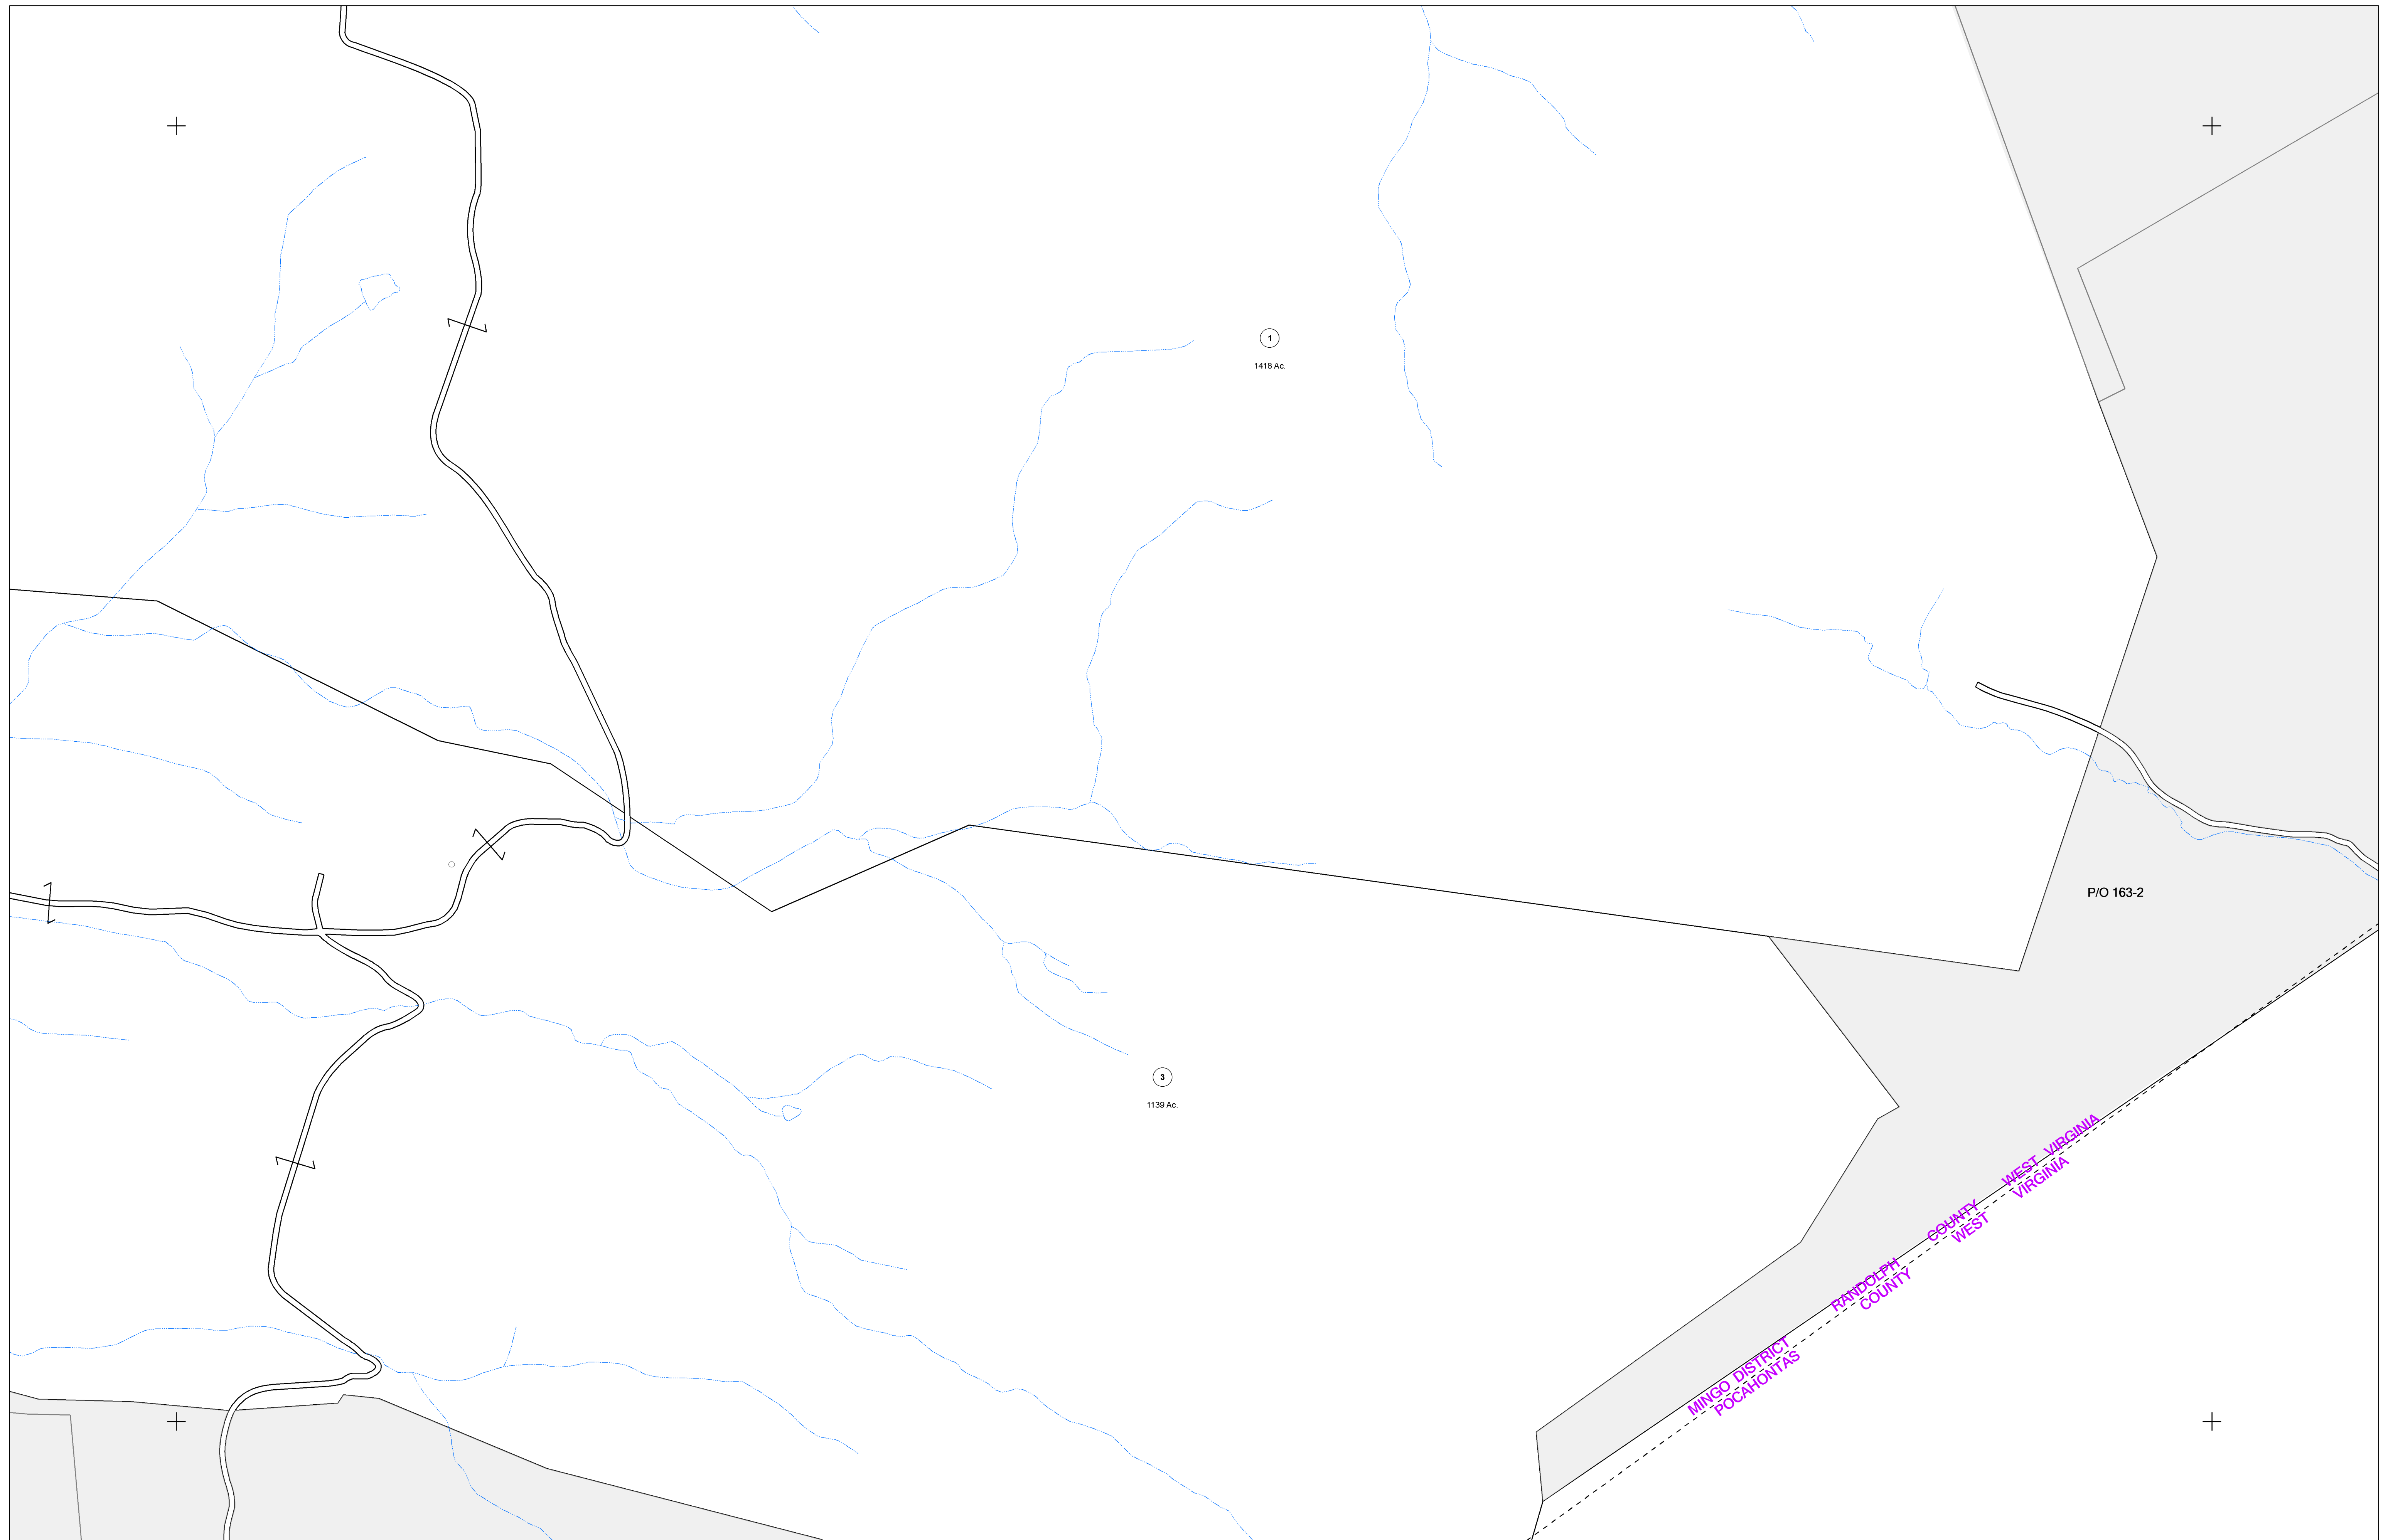 1
1418 Ac.
P/O 163-2
3
1139 Ac.
MINGO DISTRICT RANDOLPH COUNTY WEST VIRGINIA
POCAHONTAS COUNTY WEST VIRGINIA